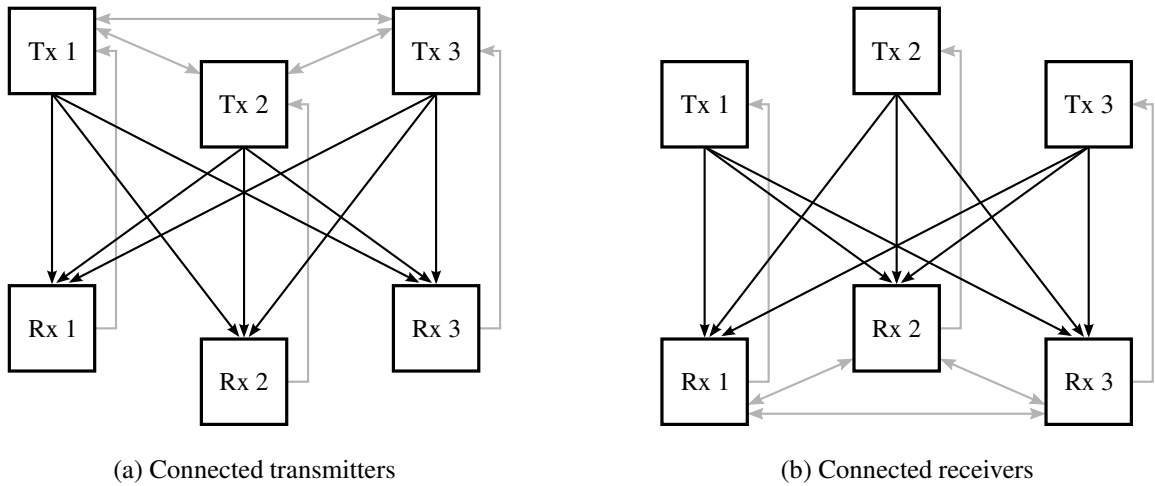 Tx 1
Tx 3
Tx 2
Rx 1
Rx 3
Rx 2
(a) Connected transmitters
Tx 2
Tx 1
Tx 3
Rx 2
Rx 1
Rx 3
(b) Connected receivers